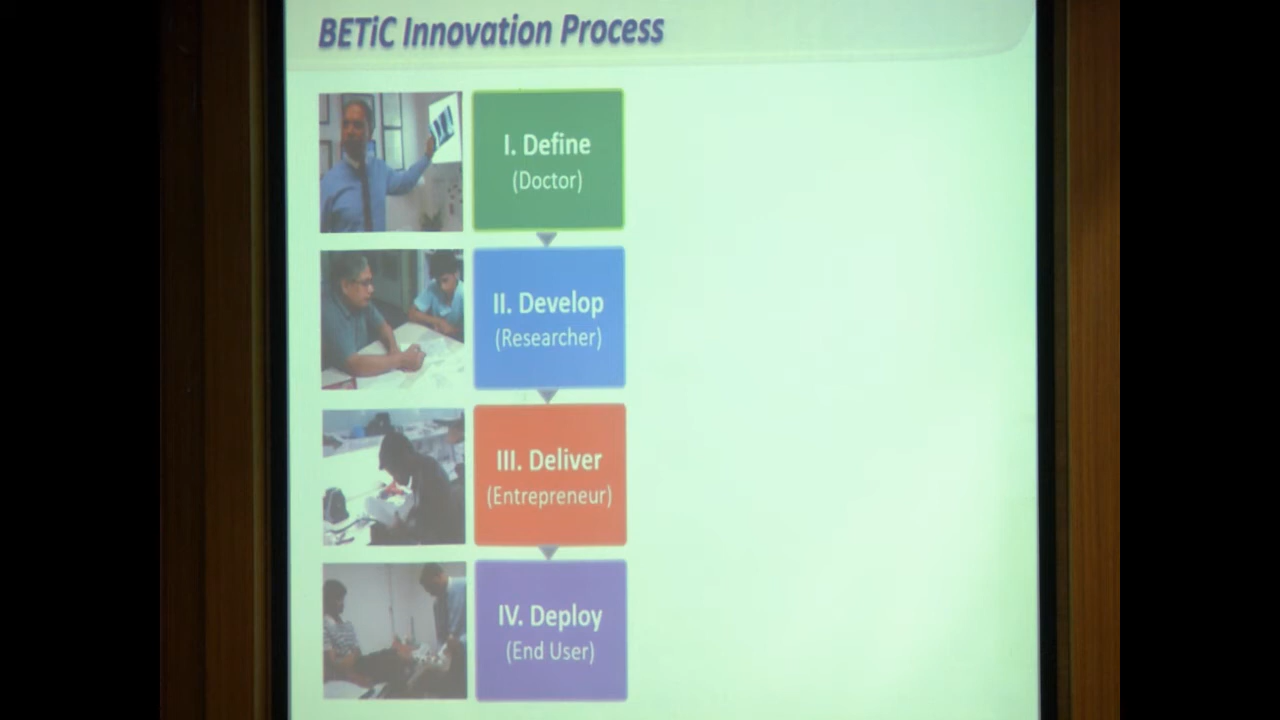 BETiC Innovation Process
I. Define
(Doctor)
II. Develop
(Researcher)
III. Deliver
(Entrepreneur)
IV. Deploy
(End User)